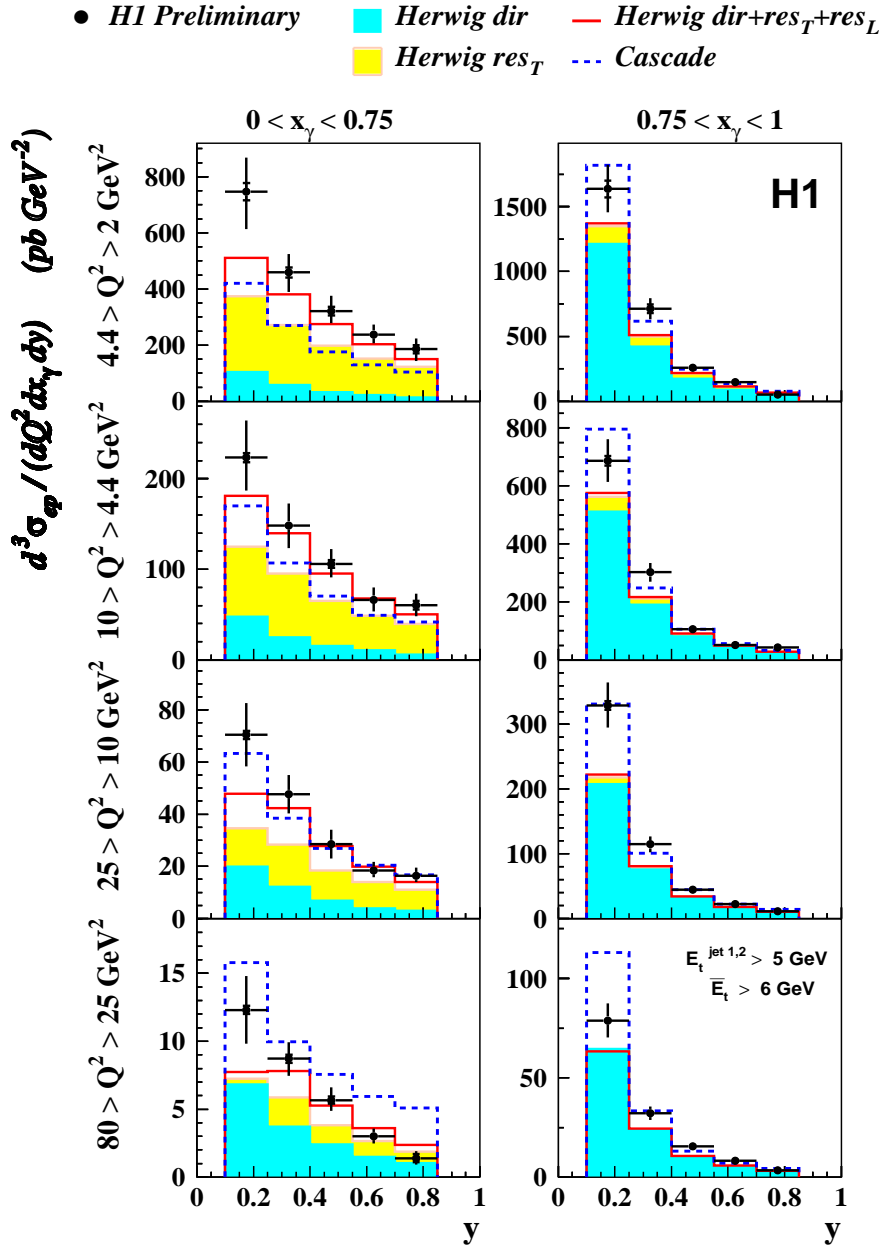 H1 Preliminary
Herwig dir
Herwig dir+res_T+res_L
Herwig res_T
Cascade
0 < x_γ < 0.75
0.75 < x_γ < 1
d³σ_ep / (dQ² dx_γ dy) (pb GeV⁻²)
4.4 > Q² > 2 GeV²
800
600
400
200
0
H1
1500
1000
500
0
10 > Q² > 4.4 GeV²
200
100
0
800
600
400
200
0
25 > Q² > 10 GeV²
80
60
40
20
0
300
200
100
0
80 > Q² > 25 GeV²
15
10
5
0
E_t^jet 1,2 > 5 GeV
E̅_t > 6 GeV
100
75
50
25
0
0 0.2 0.4 0.6 0.8 1
0 0.2 0.4 0.6 0.8 1
y
y